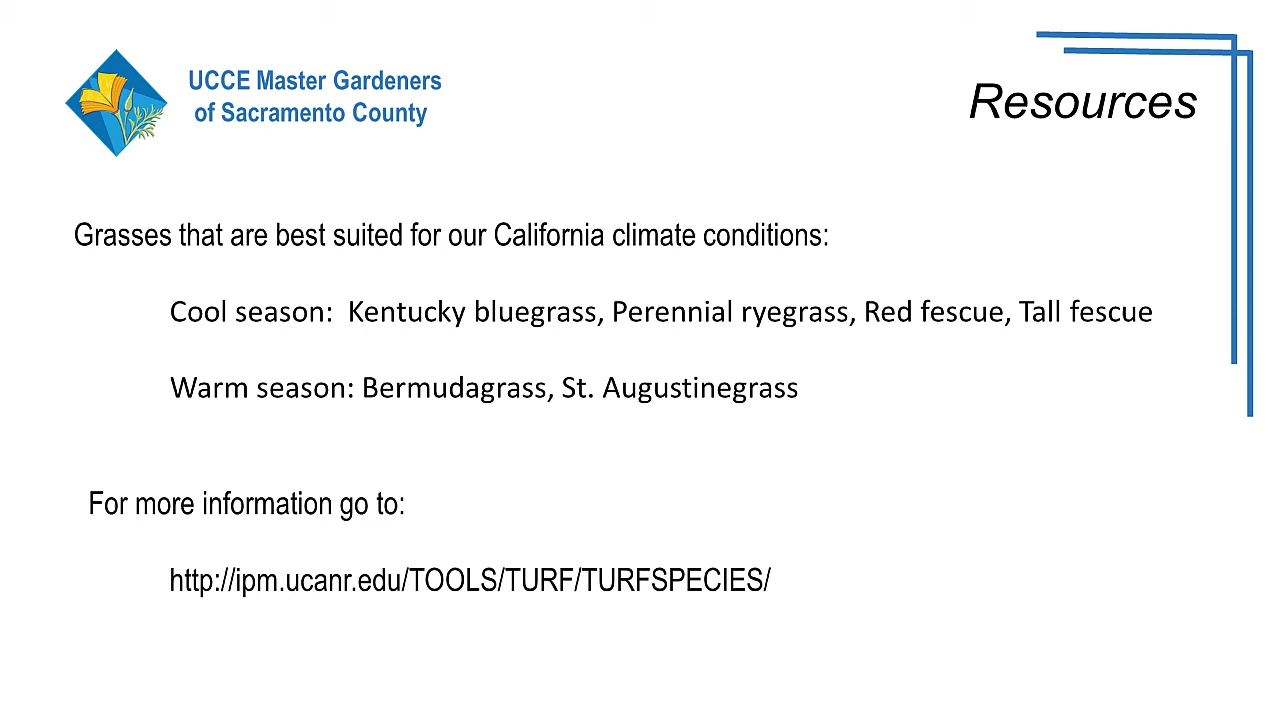 UCCE Master Gardeners
of Sacramento County
Resources
Grasses that are best suited for our California climate conditions:
Cool season:  Kentucky bluegrass, Perennial ryegrass, Red fescue, Tall fescue
Warm season: Bermudagrass, St. Augustinegrass
For more information go to:
http://ipm.ucanr.edu/TOOLS/TURF/TURFSPECIES/